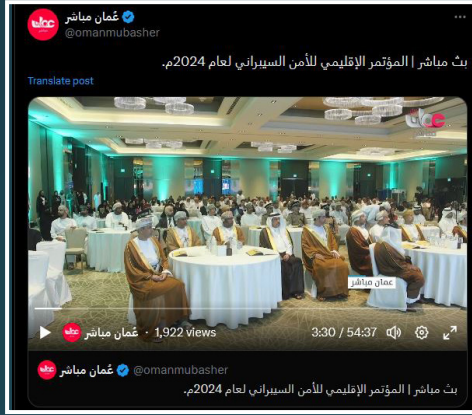 عُمان مباشر
@omanmubasher
بث مباشر | المؤتمر الإقليمي للأمن السيبراني لعام 2024م.
Translate post
عمان مباشر
عُمان مباشر · 1,922 views
3:30 / 54:37
عُمان مباشر @omanmubasher
بث مباشر | المؤتمر الإقليمي للأمن السيبراني لعام 2024م.